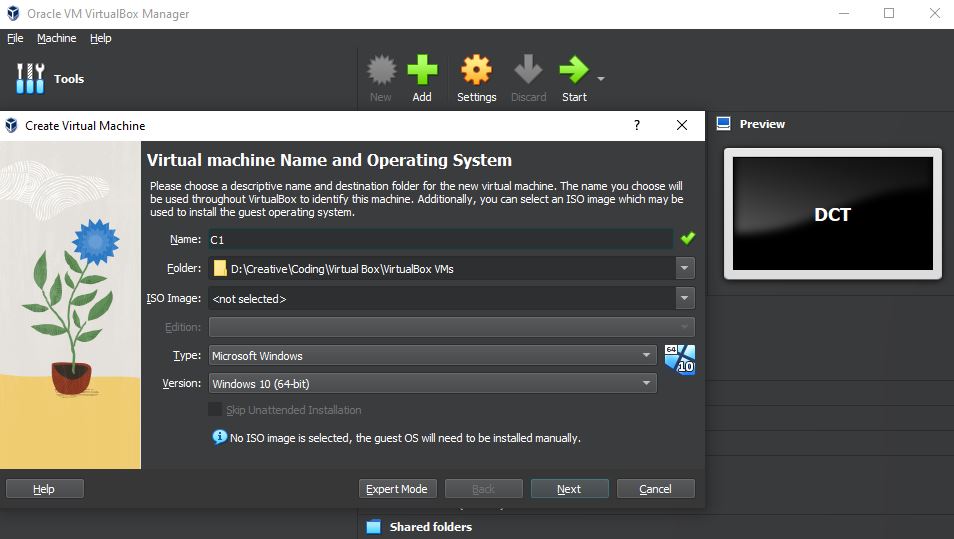 Oracle VM VirtualBox Manager
File Machine Help
Tools
New Add Settings Discard Start
Create Virtual Machine ?
Preview
DCT
Virtual machine Name and Operating System
Please choose a descriptive name and destination folder for the new virtual machine. The name you choose will
be used throughout VirtualBox to identify this machine. Additionally, you can select an ISO image which may be
used to install the guest operating system.
Name: C1
Folder: D:\Creative\Coding\Virtual Box\VirtualBox VMs
ISO Image: <not selected>
Edition:
Type: Microsoft Windows
64
10
Version: Windows 10 (64-bit)
Skip Unattended Installation
No ISO image is selected, the guest OS will need to be installed manually.
Help Expert Mode Back Next Cancel
Shared folders